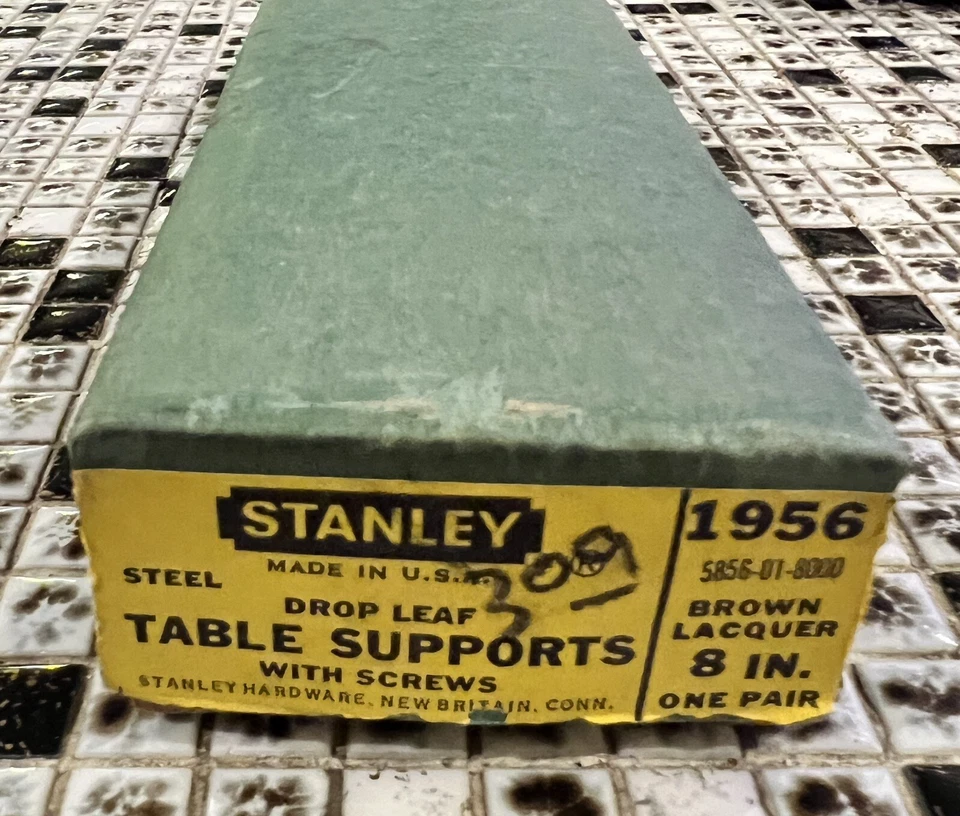 STANLEY
MADE IN U.S.A.
STEEL
DROP LEAF
TABLE SUPPORTS
WITH SCREWS
STANLEY HARDWARE, NEW BRITAIN, CONN.
1956
5856-01-8000
BROWN
LACQUER
8 IN.
ONE PAIR